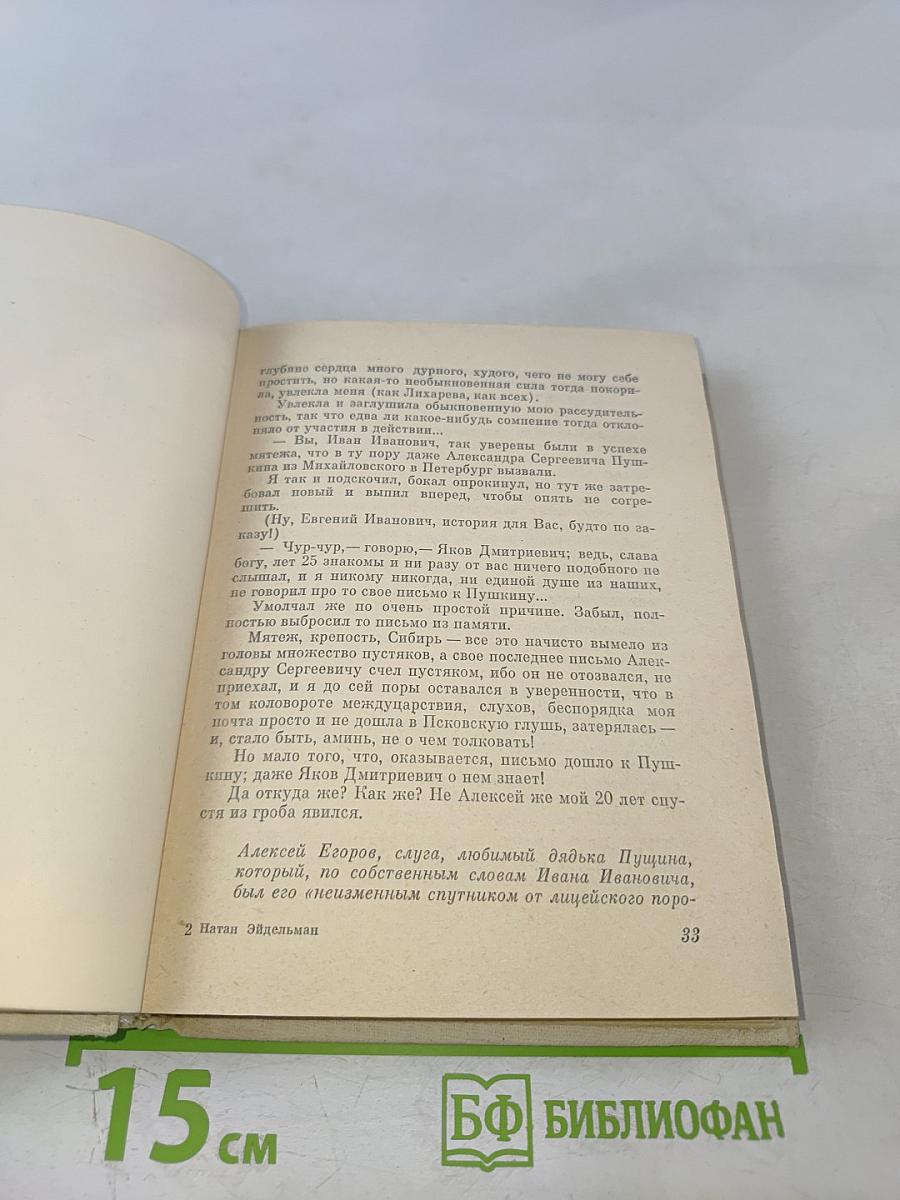 глубине сердца много дурного, худого, чего не могу себе
простить, но какая-то необыкновенная сила тогда покори-
ла, увлекла меня (как Лихарева, как всех).
Увлекла и заглушила обыкновенную мою рассудитель-
ность, так что едва ли какое-нибудь сомнение тогда откло-
няло от участия в действии...
— Вы, Иван Иванович, так уверены были в успехе
мятежа, что в ту пору даже Александра Сергеевича Пуш-
кина из Михайловского в Петербург вызвали.
Я так и подскочил, бокал опрокинул, но тут же затре-
бовал новый и выпил вперед, чтобы опять не согре-
шить.
(Ну, Евгений Иванович, история для Вас, будто по за-
казу!)
— Чур-чур,— говорю,— Яков Дмитриевич; ведь, слава
богу, лет 25 знакомы и ни разу от вас ничего подобного не
слышал, и я никому никогда, ни единой душе из наших,
не говорил про то свое письмо к Пушкину...
Умолчал же по очень простой причине. Забыл, пол-
ностью выбросил то письмо из памяти.
Мятеж, крепость, Сибирь — все это начисто вымело из
головы множество пустяков, а свое последнее письмо Алек-
сандру Сергеевичу счел пустяком, ибо он не отозвался, не
приехал, и я до сей поры оставался в уверенности, что в
том коловороте междуцарствия, слухов, беспорядка моя
почта просто и не дошла в Псковскую глушь, затерялась —
и, стало быть, аминь, не о чем толковать!
Но мало того, что, оказывается, письмо дошло к Пуш-
кину; даже Яков Дмитриевич о нем знает!
Да откуда же? Как же? Не Алексей же мой 20 лет спу-
стя из гроба явился.
Алексей Егоров, слуга, любимый дядька Пущина,
который, по собственным словам Ивана Ивановича,
был его «неизменным спутником от лицейского поро-
2 Натан Эйдельман
33
15 см
БФ БИБЛИОФАН